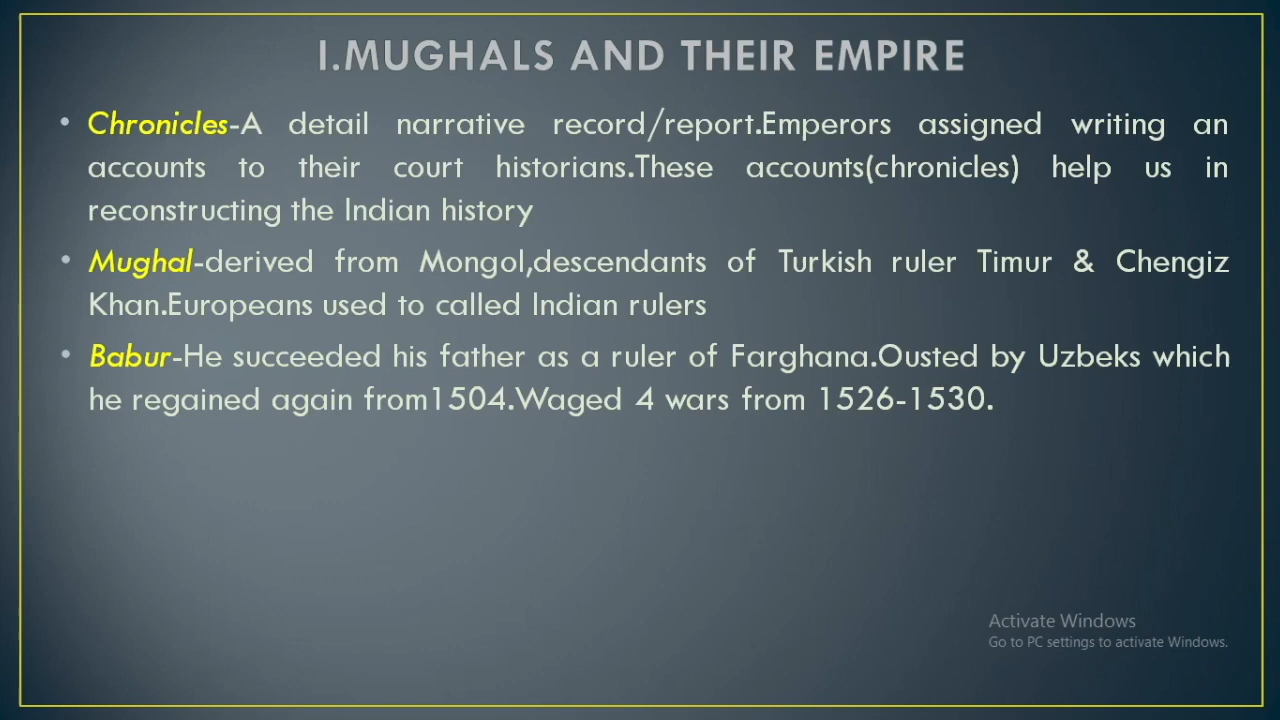 I.MUGHALS AND THEIR EMPIRE
• Chronicles-A detail narrative record/report.Emperors assigned writing an
accounts to their court historians.These accounts(chronicles) help us in
reconstructing the Indian history
• Mughal-derived from Mongol,descendants of Turkish ruler Timur & Chengiz
Khan.Europeans used to called Indian rulers
• Babur-He succeeded his father as a ruler of Farghana.Ousted by Uzbeks which
he regained again from1504.Waged 4 wars from 1526-1530.
Activate Windows
Go to PC settings to activate Windows.